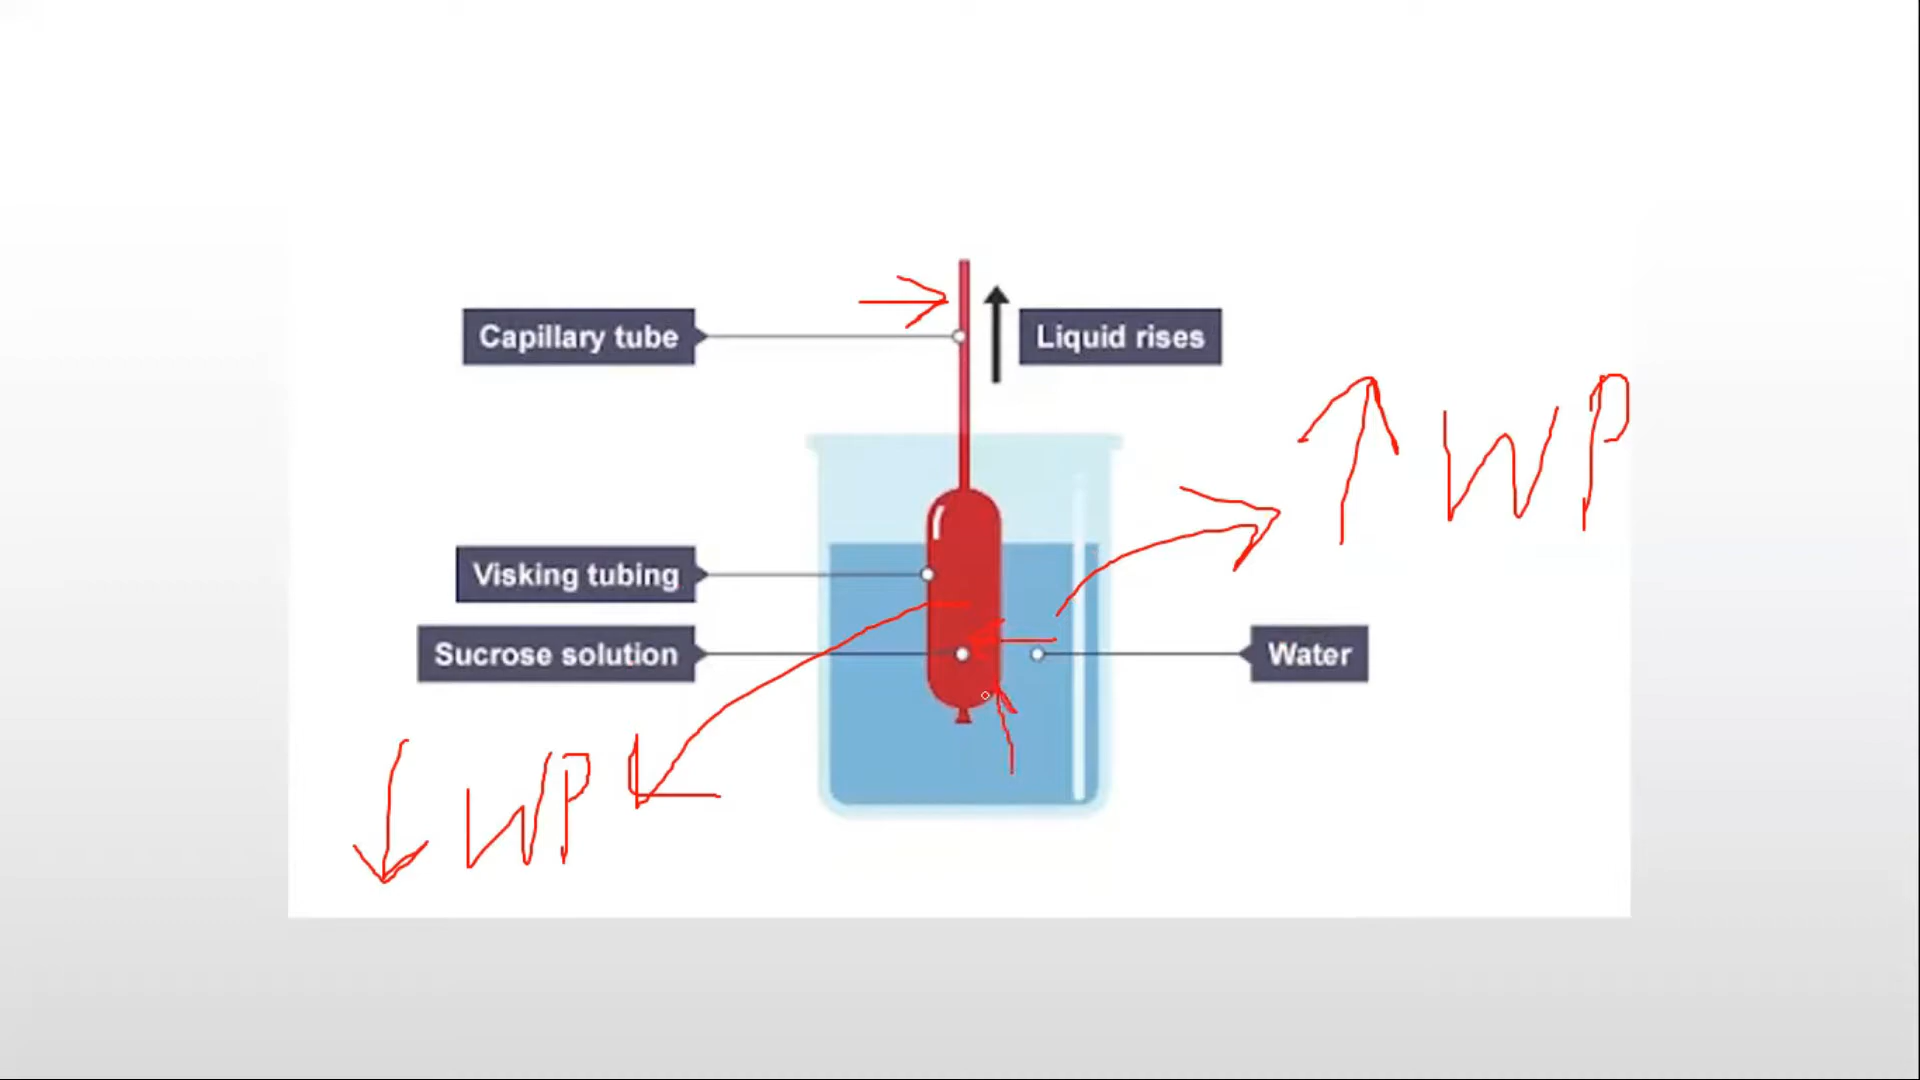 Capillary tube
Liquid rises
WP
Visking tubing
Sucrose solution
Water
WP